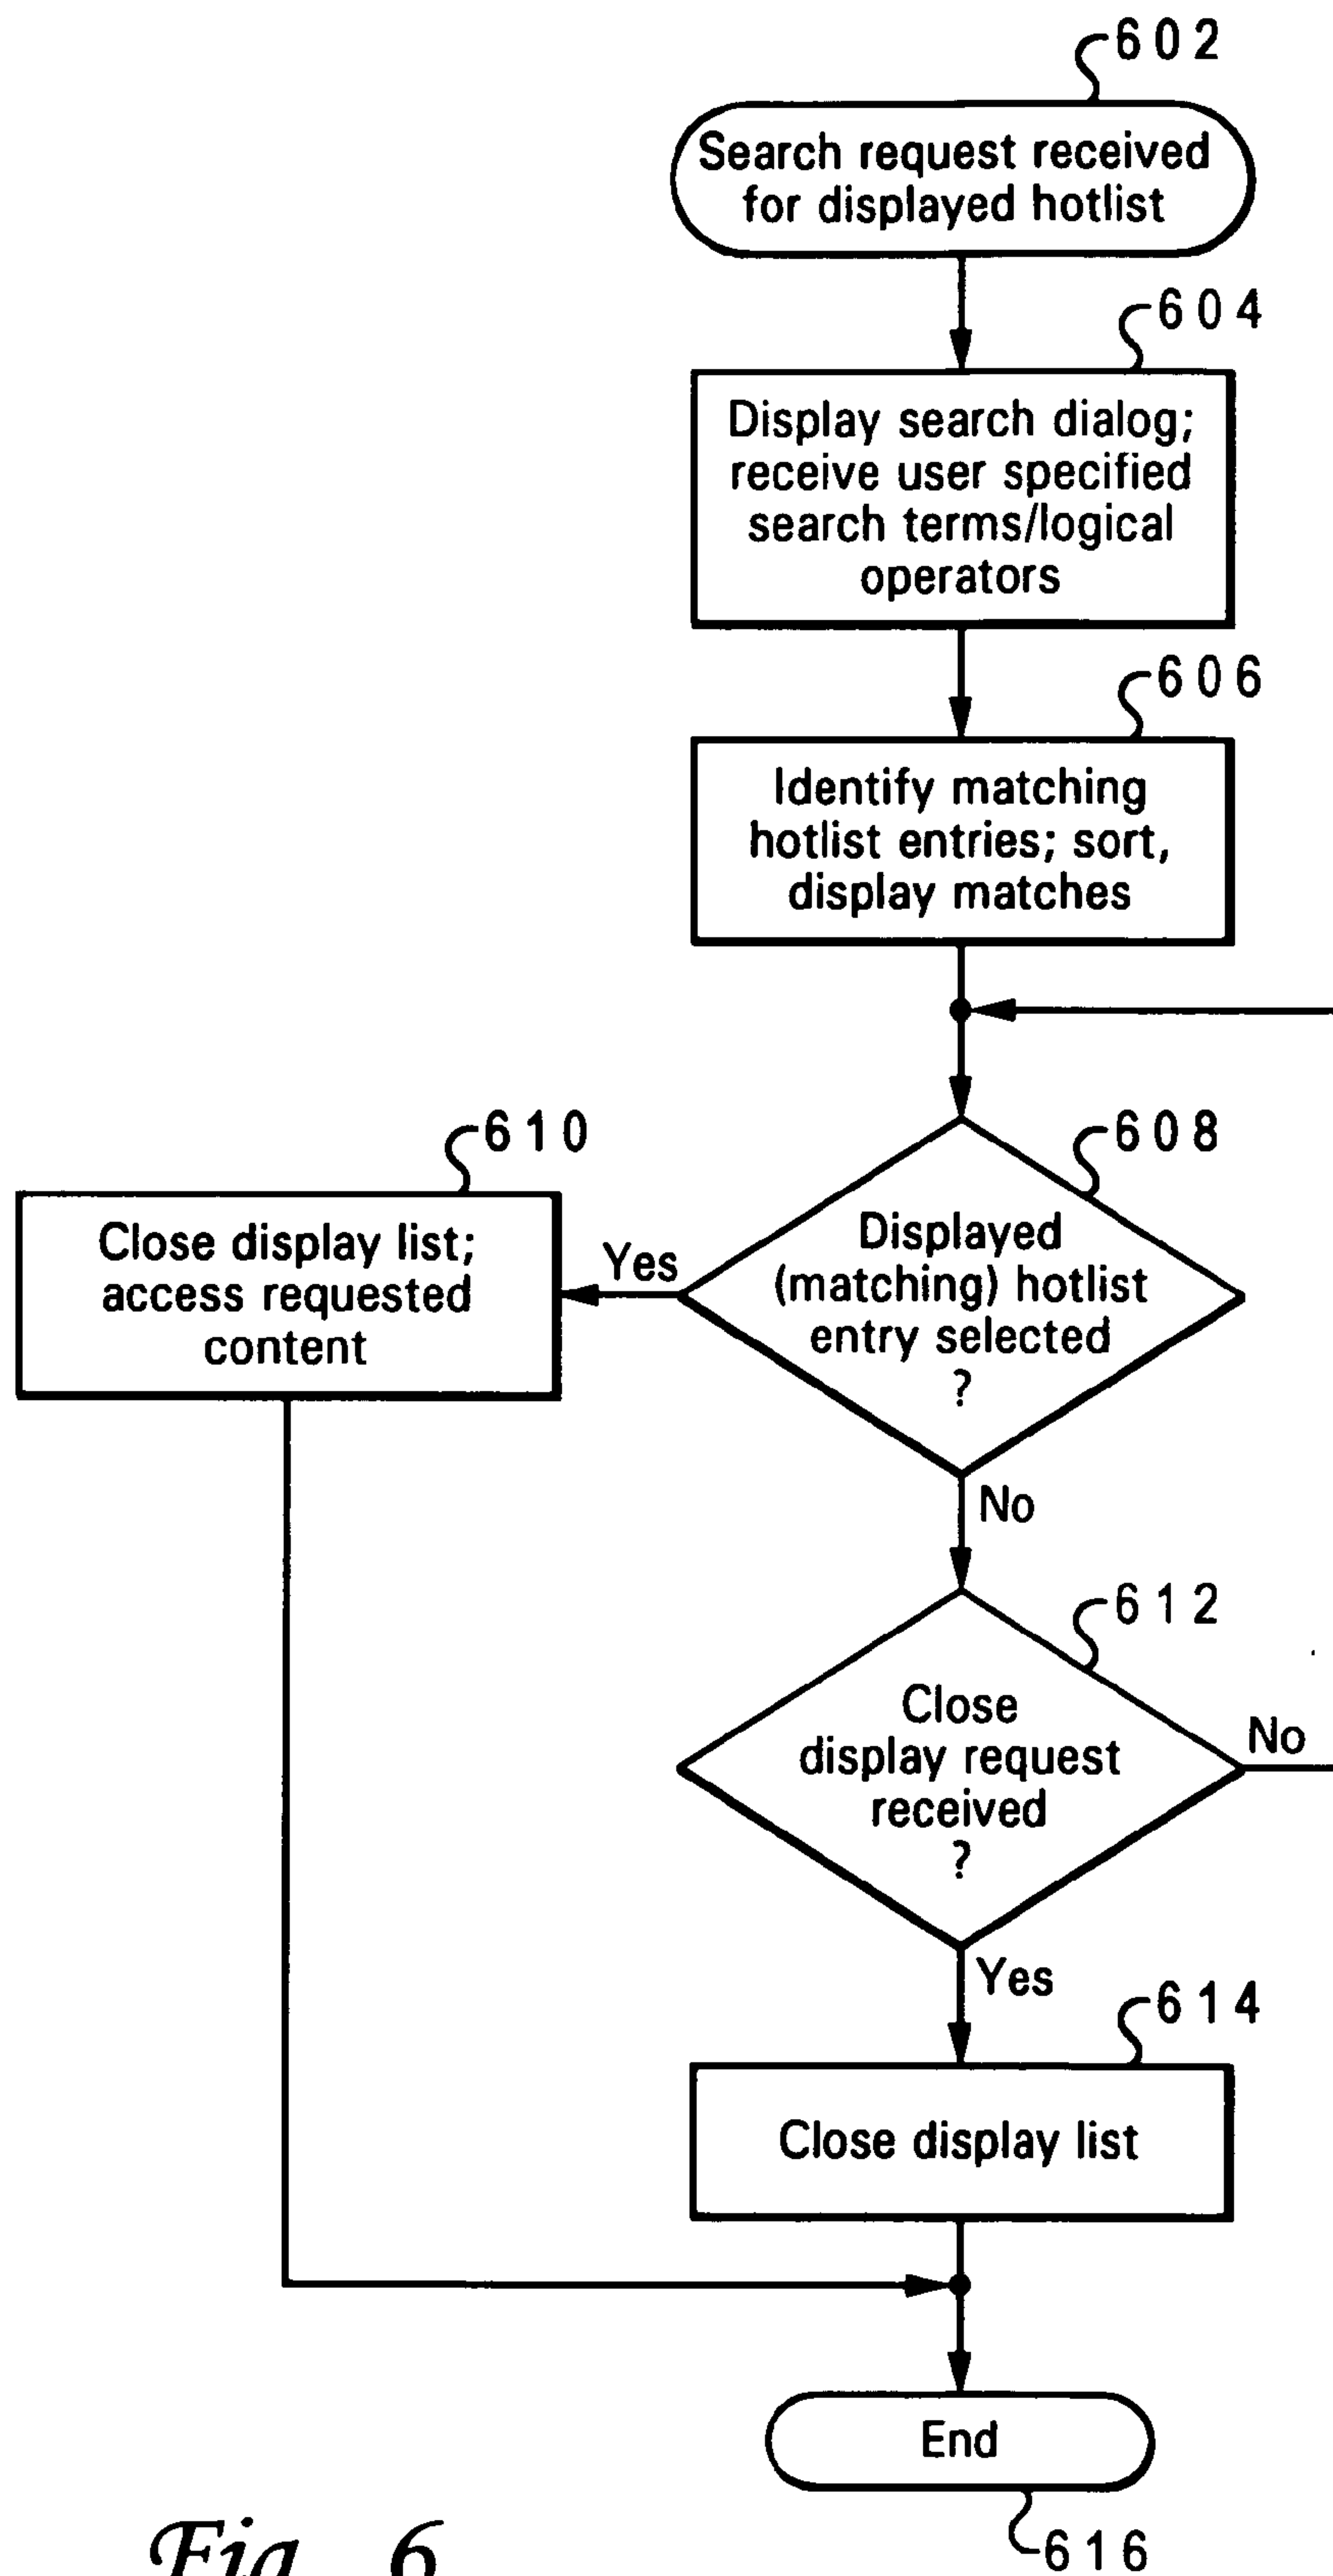 602
Search request received
for displayed hotlist
604
Display search dialog;
receive user specified
search terms/logical
operators
606
Identify matching
hotlist entries; sort,
display matches
610
608
Close display list;
access requested
content
Yes
Displayed
(matching) hotlist
entry selected
?
No
612
Close
display request
received
?
No
Yes
614
Close display list
End
616
Fig. 6